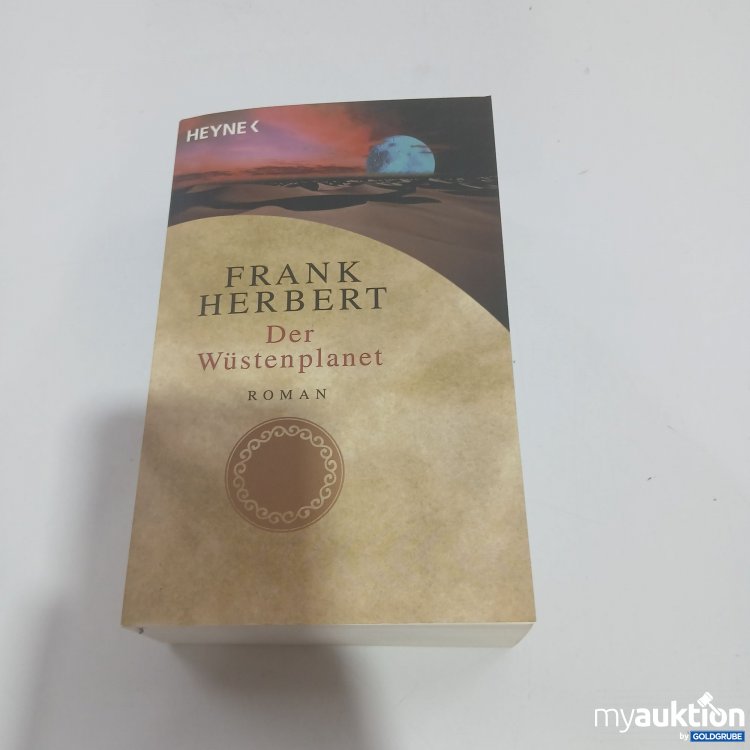 HEYNE<
FRANK
HERBERT
Der
Wüstenplanet
ROMAN
myauktion
by GOLDGRUBE